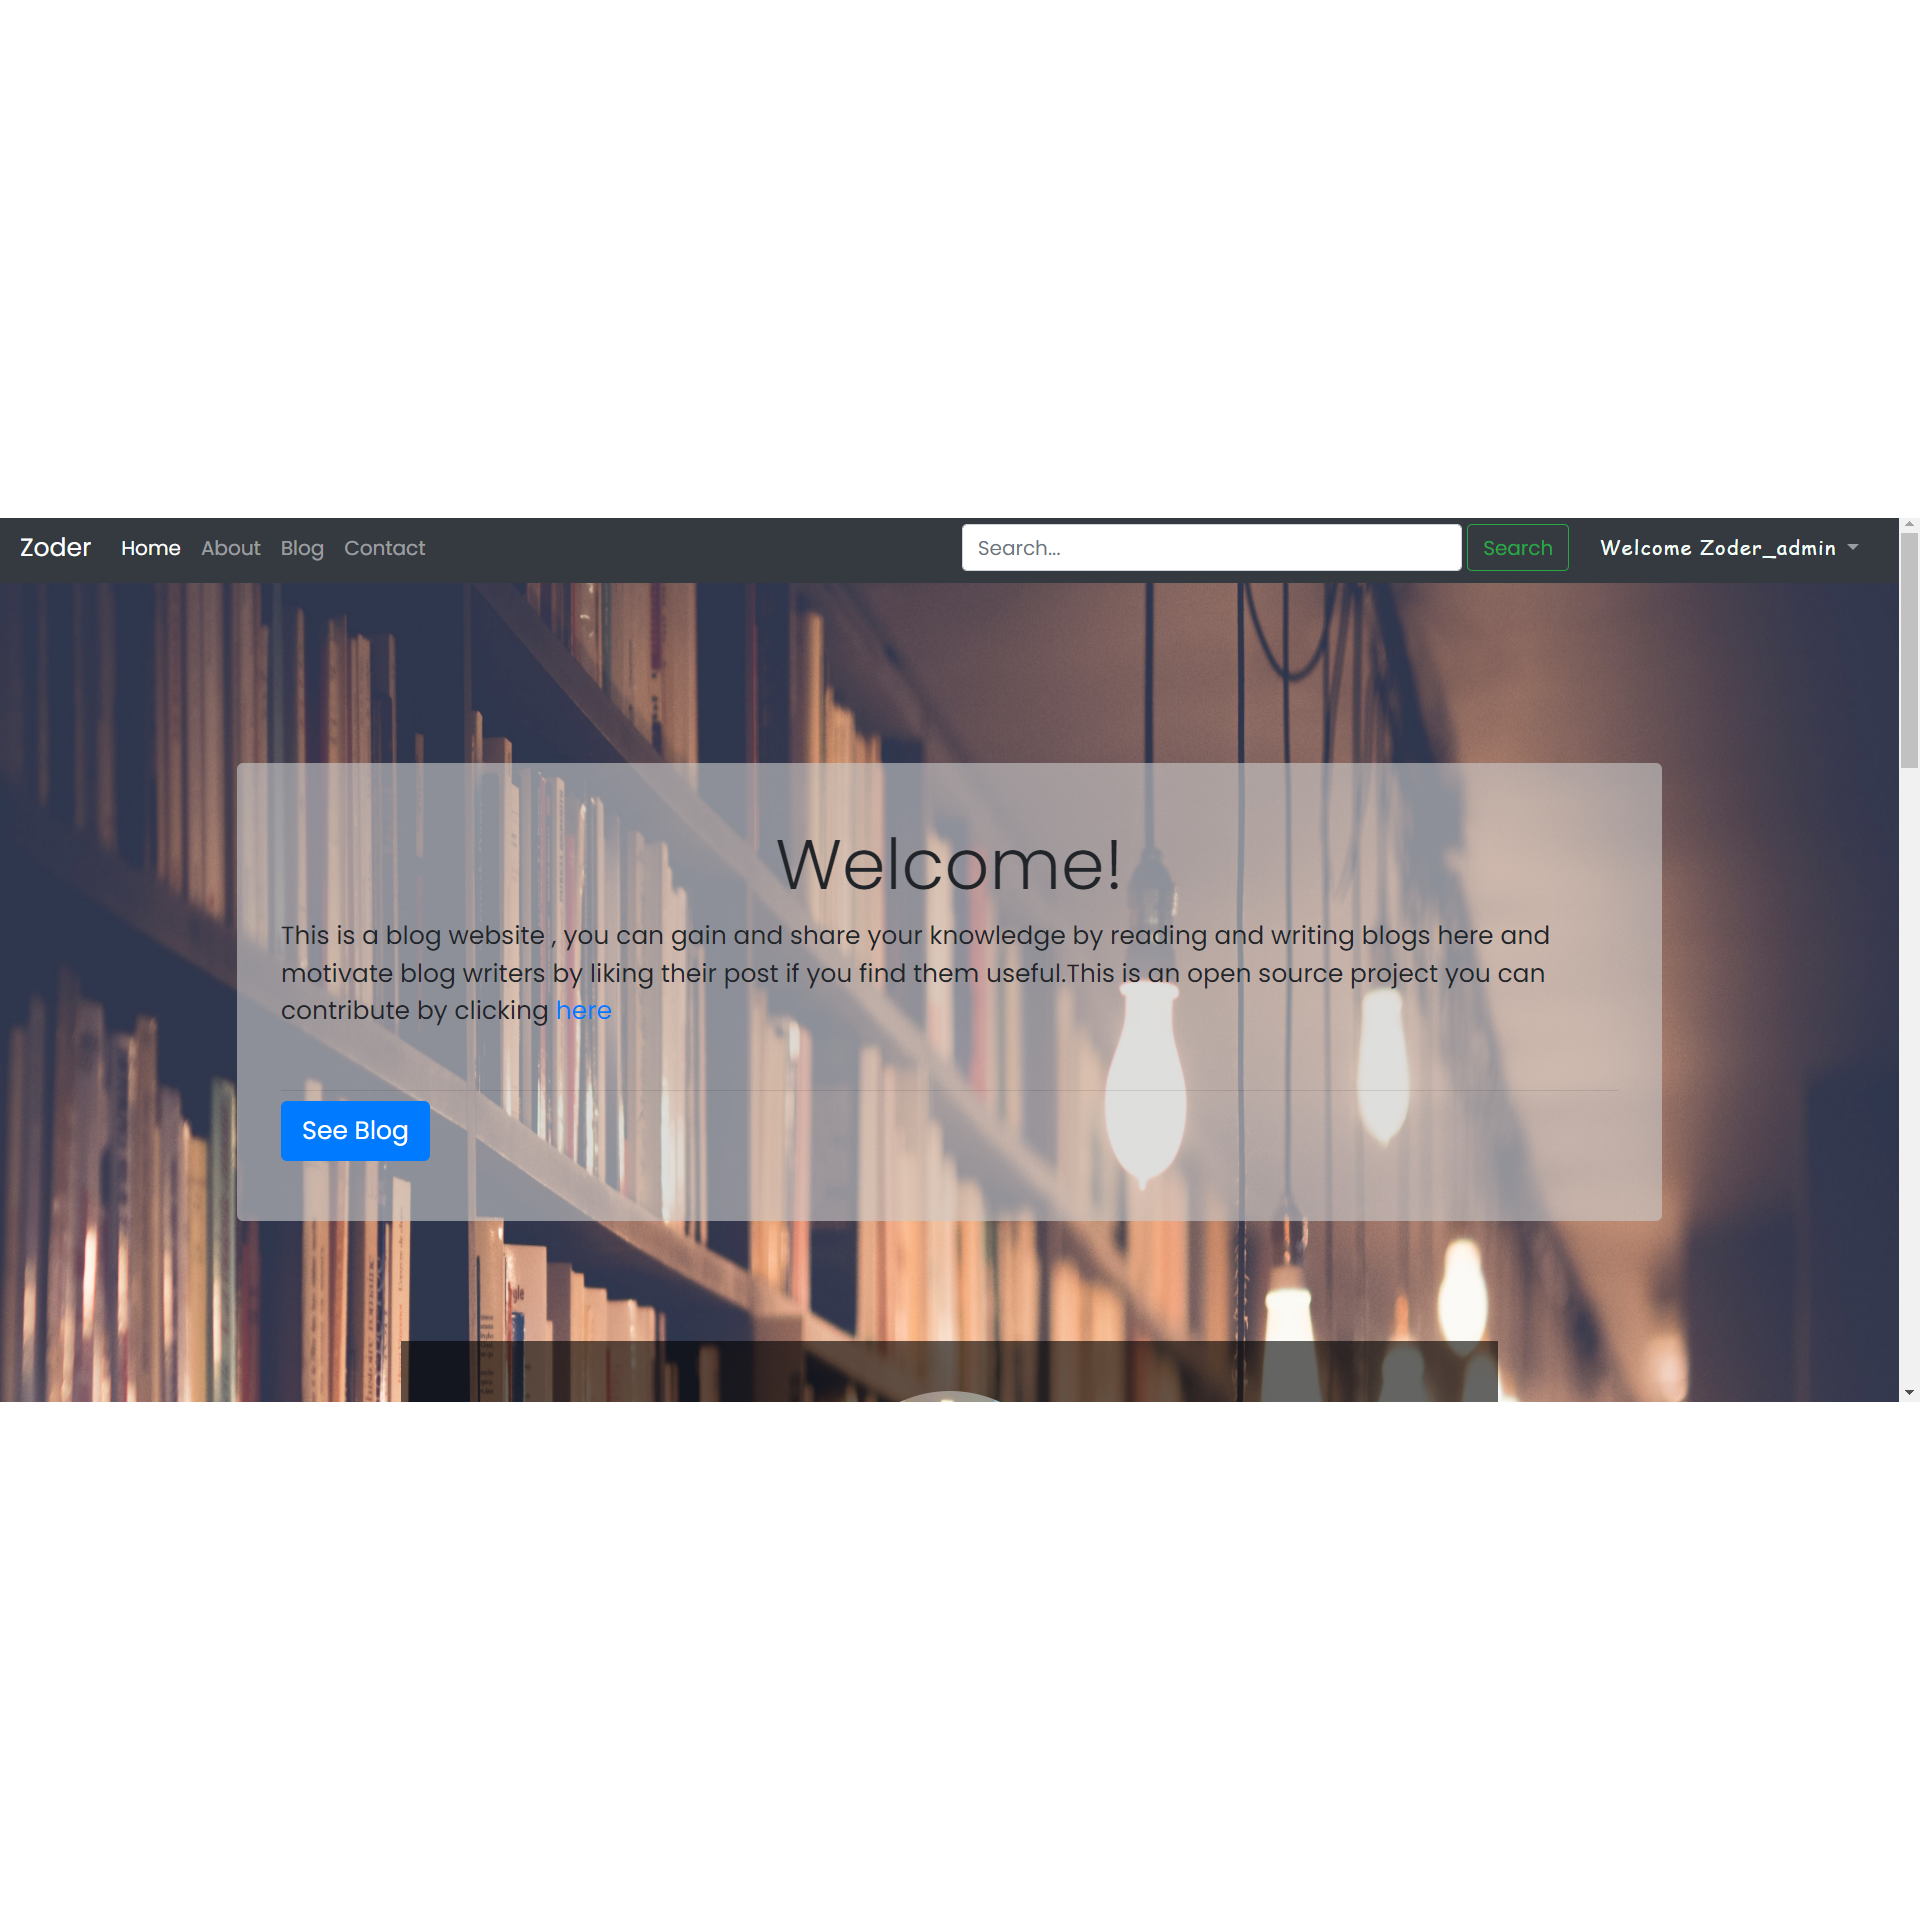 Zoder Home About Blog Contact Search... Search Welcome Zoder_admin
Welcome!
This is a blog website , you can gain and share your knowledge by reading and writing blogs here and
motivate blog writers by liking their post if you find them useful.This is an open source project you can
contribute by clicking here
See Blog